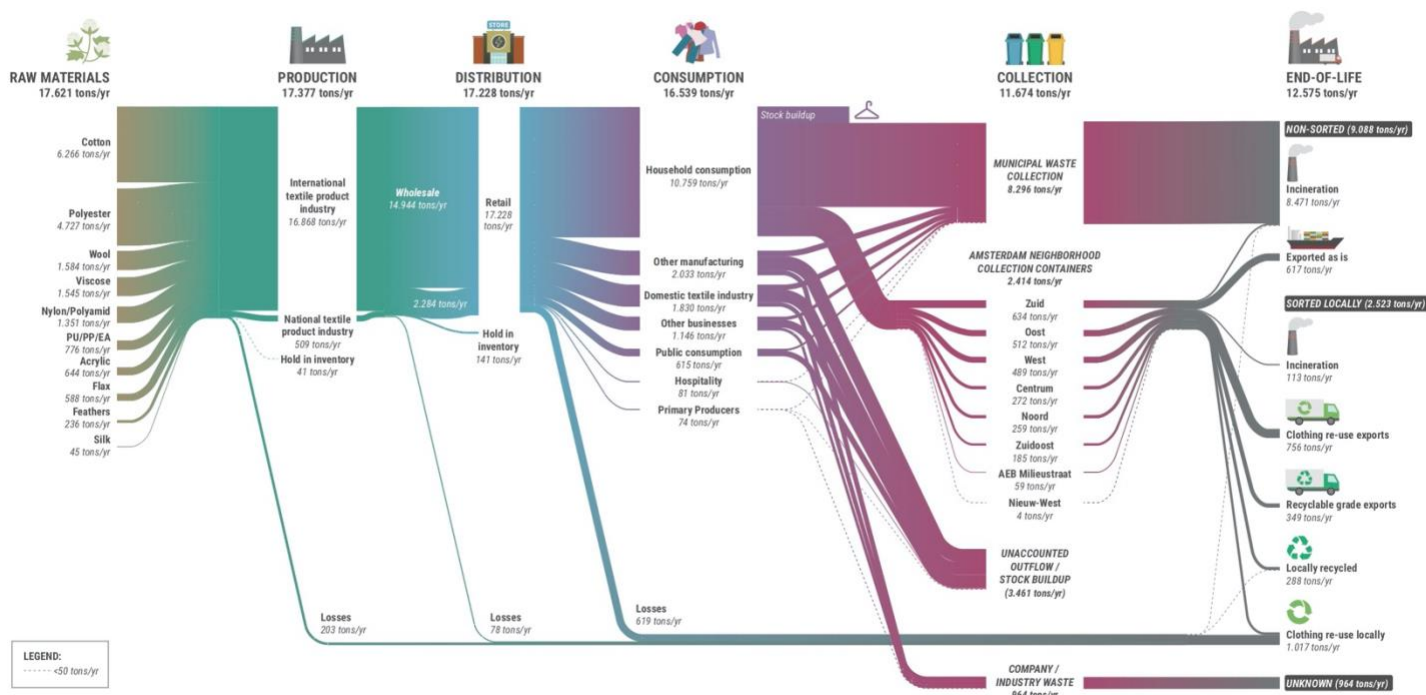 STORE
RAW MATERIALS
17.621 tons/yr
PRODUCTION
17.377 tons/yr
DISTRIBUTION
17.228 tons/yr
CONSUMPTION
16.539 tons/yr
COLLECTION
11.674 tons/yr
END-OF-LIFE
12.575 tons/yr
Cotton
6.266 tons/yr
Polyester
4.727 tons/yr
Wool
1.584 tons/yr
Viscose
1.545 tons/yr
Nylon/Polyamid
1.351 tons/yr
PU/PP/EA
776 tons/yr
Acrylic
644 tons/yr
Flax
588 tons/yr
Feathers
236 tons/yr
Silk
45 tons/yr
International
textile product
industry
16.868 tons/yr
National textile
product industry
509 tons/yr
Hold in inventory
41 tons/yr
Losses
203 tons/yr
Wholesale
14.944 tons/yr
2.284 tons/yr
Retail
17.228
tons/yr
Hold in
inventory
141 tons/yr
Losses
78 tons/yr
Stock buildup
Household consumption
10.759 tons/yr
Other manufacturing
2.033 tons/yr
Domestic textile industry
1.830 tons/yr
Other businesses
1.146 tons/yr
Public consumption
615 tons/yr
Hospitality
81 tons/yr
Primary Producers
74 tons/yr
Losses
619 tons/yr
MUNICIPAL WASTE
COLLECTION
8.296 tons/yr
AMSTERDAM NEIGHBORHOOD
COLLECTION CONTAINERS
2.414 tons/yr
Zuid
634 tons/yr
Oost
512 tons/yr
West
489 tons/yr
Centrum
272 tons/yr
Noord
259 tons/yr
Zuidoost
185 tons/yr
AEB Milieustraat
59 tons/yr
Nieuw-West
4 tons/yr
UNACCOUNTED
OUTFLOW /
STOCK BUILDUP
(3.461 tons/yr)
COMPANY /
INDUSTRY WASTE
964 tons/yr
NON-SORTED (9.088 tons/yr)
Incineration
8.471 tons/yr
Exported as is
617 tons/yr
SORTED LOCALLY (2.523 tons/yr)
Incineration
113 tons/yr
Clothing re-use exports
756 tons/yr
Recyclable grade exports
349 tons/yr
Locally recycled
288 tons/yr
Clothing re-use locally
1.017 tons/yr
UNKNOWN (964 tons/yr)
LEGEND:
<50 tons/yr